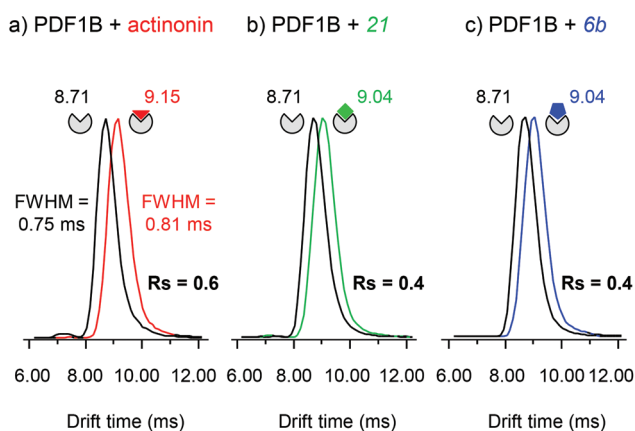 a) PDF1B + actinonin
8.71
9.15
FWHM =
0.75 ms
FWHM =
0.81 ms
Rs = 0.6
6.00 8.00 10.00 12.00
Drift time (ms)
b) PDF1B + 21
8.71
9.04
Rs = 0.4
6.00 8.00 10.00 12.00
Drift time (ms)
c) PDF1B + 6b
8.71
9.04
Rs = 0.4
6.00 8.00 10.00 12.00
Drift time (ms)